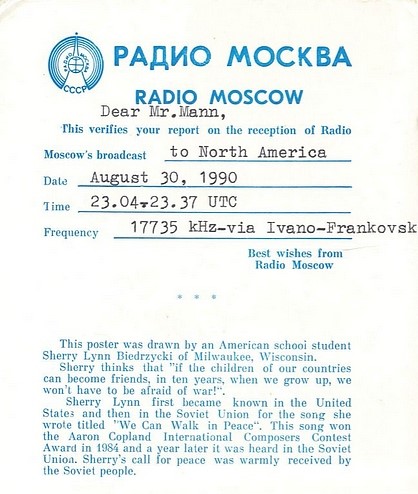 РАДИО МОСКВА
СССР
РАДИО МОСКВА
RADIO MOSCOW
Dear Mr.Mann,
This verifies your report on the reception of Radio
Moscow's broadcast to North America
Date August 30, 1990
Time 23.04-23.37 UTC
Frequency 17735 kHz-via Ivano-Frankovsk
Best wishes from
Radio Moscow
* * *
This poster was drawn by an American school student
Sherry Lynn Biedrzycki of Milwaukee, Wisconsin.
Sherry thinks that "if the children of our countries
can become friends, in ten years, when we grow up, we
won't have to be afraid of war!".
Sherry Lynn first became known in the United
States and then in the Soviet Union for the song she
wrote titled "We Can Walk in Peace". This song won
the Aaron Copland International Composers Contest
Award in 1984 and a year later it was heard in the Soviet
Union. Sherry's call for peace was warmly received by
the Soviet people.